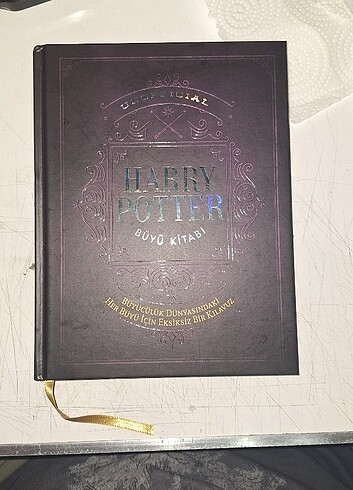 UNOFFICIAL
HARRY
POTTER
BÜYÜ KİTABI
BÜYÜCÜLÜK DÜNYASINDAKİ
HER BÜYÜ İÇİN EKSİKSİZ BİR KILAVUZ